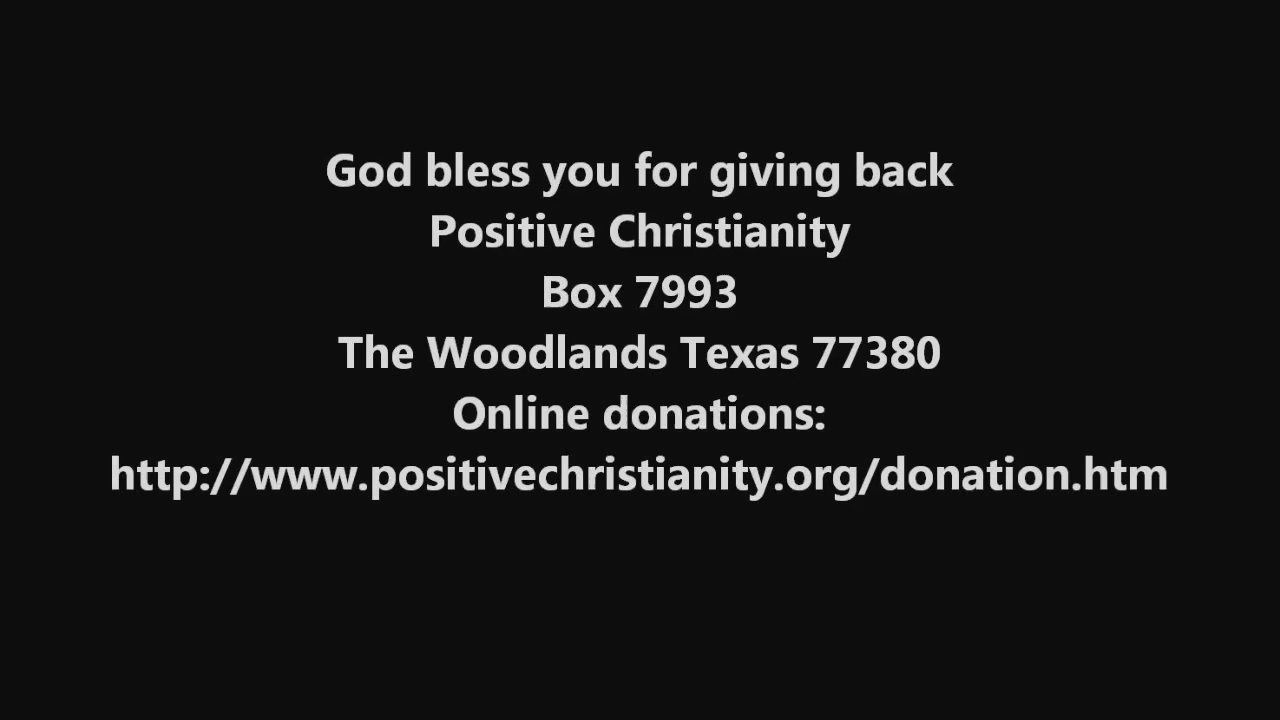 God bless you for giving back
Positive Christianity
Box 7993
The Woodlands Texas 77380
Online donations:
http://www.positivechristianity.org/donation.htm